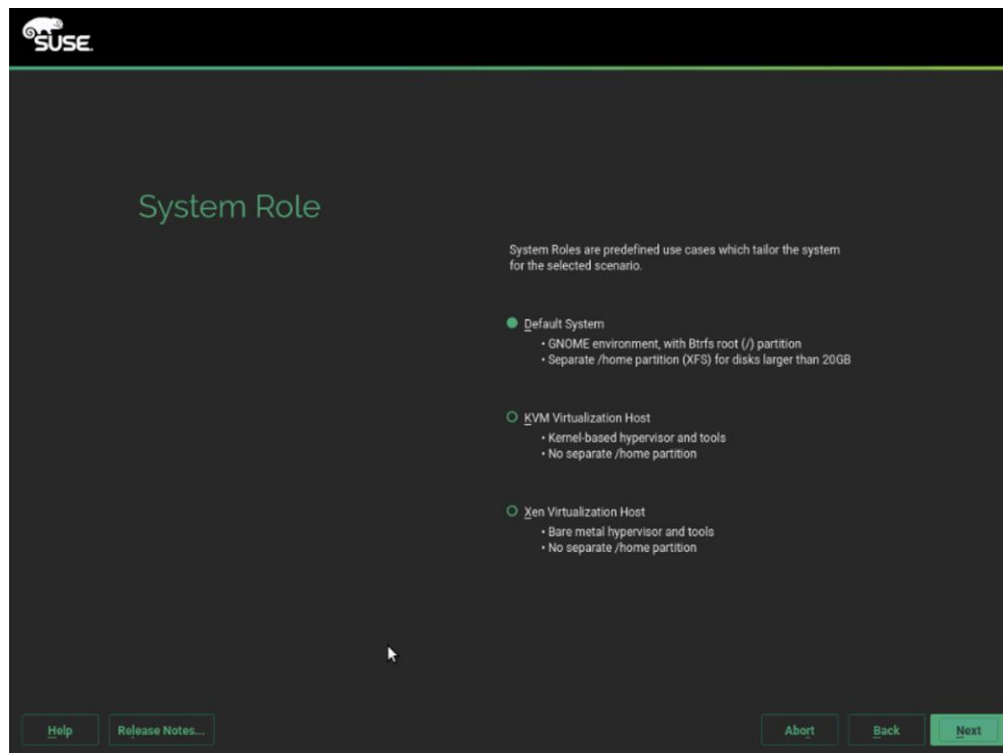 SUSE.
System Role
System Roles are predefined use cases which tailor the system
for the selected scenario.
Default System
• GNOME environment, with Btrfs root (/) partition
• Separate /home partition (XFS) for disks larger than 20GB
KVM Virtualization Host
• Kernel-based hypervisor and tools
• No separate /home partition
Xen Virtualization Host
• Bare metal hypervisor and tools
• No separate /home partition
Help
Release Notes...
Abort
Back
Next